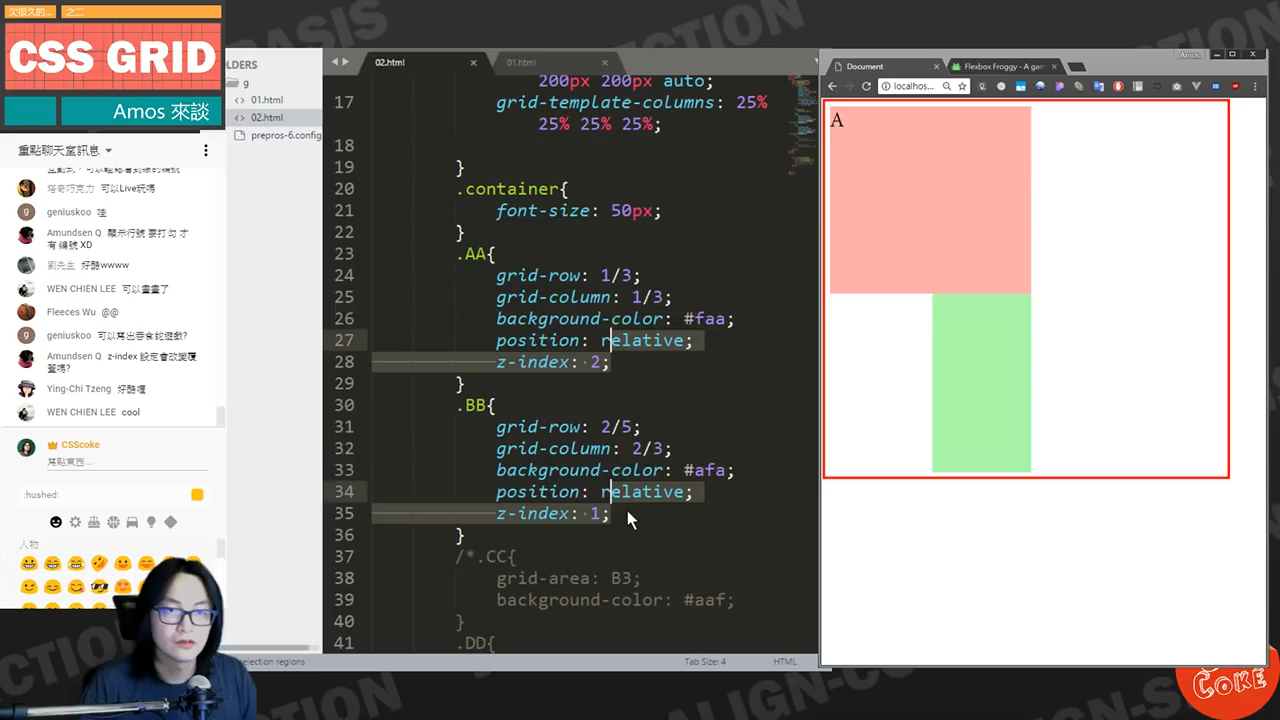 欠很久的...
之二
CSS GRID
Amos 來談
重點聊天室訊息
塔奇巧克力 可以Live玩嗎
geniuskoo 哇
Amundsen Q 顯示行號 要打勾 才
有 編號 XD
劉先生 好酷wwww
WEN CHIEN LEE 可以畫畫了
Fleeces Wu @@
geniuskoo 可以寫出吞食蛇遊戲?
Amundsen Q z-index 設定會改變覆
蓋嗎?
Ying-Chi Tzeng 好酷喔
WEN CHIEN LEE cool
CSScoke
:hushed:
人物
LDERS
g
01.html
02.html
prepros-6.config
02.html
01.html
200px 200px auto;
17 grid-template-columns: 25%
25% 25% 25%;
18
19 }
20 .container{
21 font-size: 50px;
22 }
23 .AA{
24 grid-row: 1/3;
25 grid-column: 1/3;
26 background-color: #faa;
27 position: relative;
28 z-index: 2;
29 }
30 .BB{
31 grid-row: 2/5;
32 grid-column: 2/3;
33 background-color: #afa;
34 position: relative;
35 z-index: 1;
36 }
37 /*.CC{
38 grid-area: B3;
39 background-color: #aaf;
40 }
41 .DD{
selection regions
Tab Size: 4
HTML
Amos
Document
Flexbox Froggy - A gam
localhos...
A
COKE